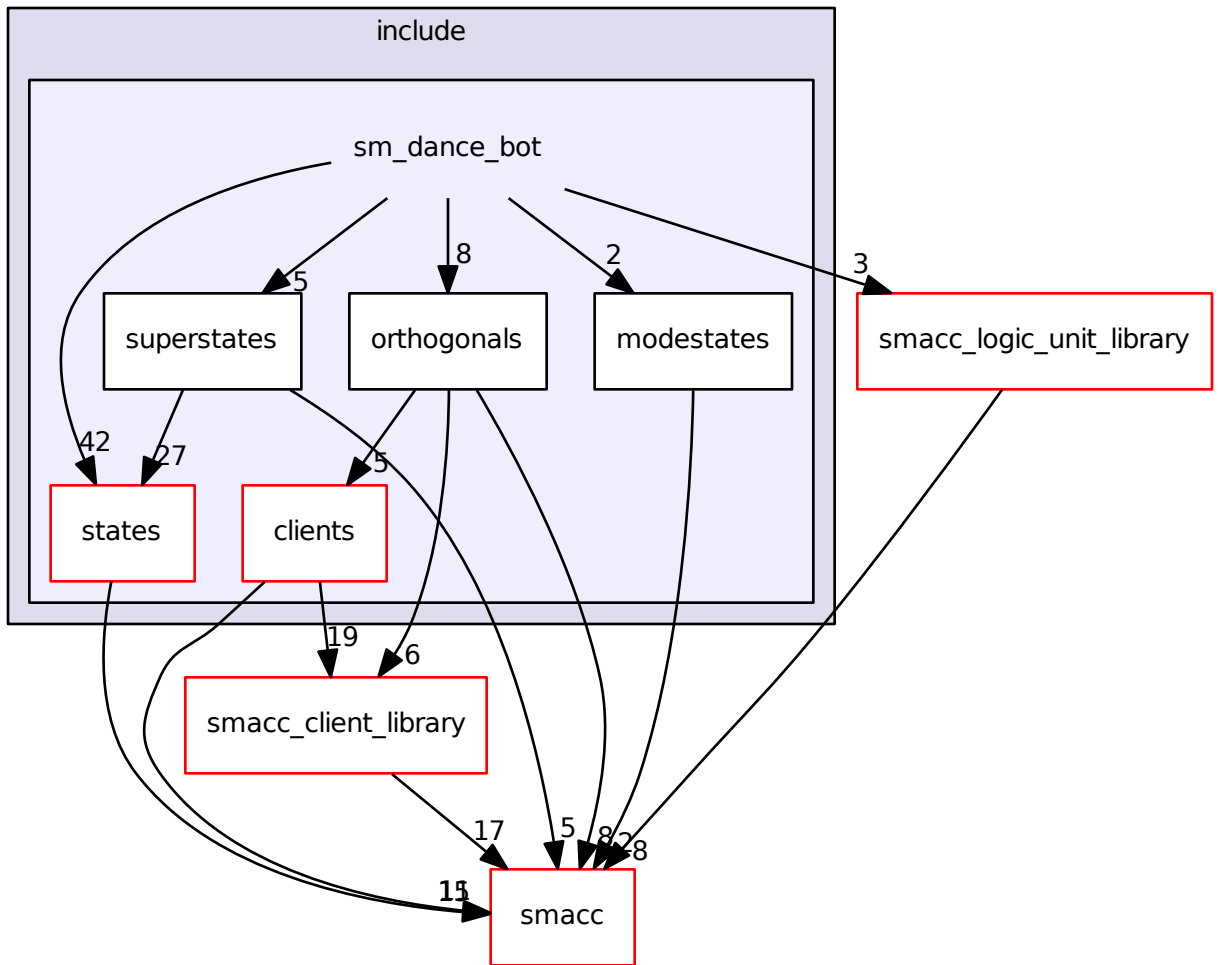 include
sm_dance_bot
8
2
3
5
superstates
orthogonals
modestates
smacc_logic_unit_library
42
27
5
states
clients
19
6
smacc_client_library
17
5
8
2
8
smacc